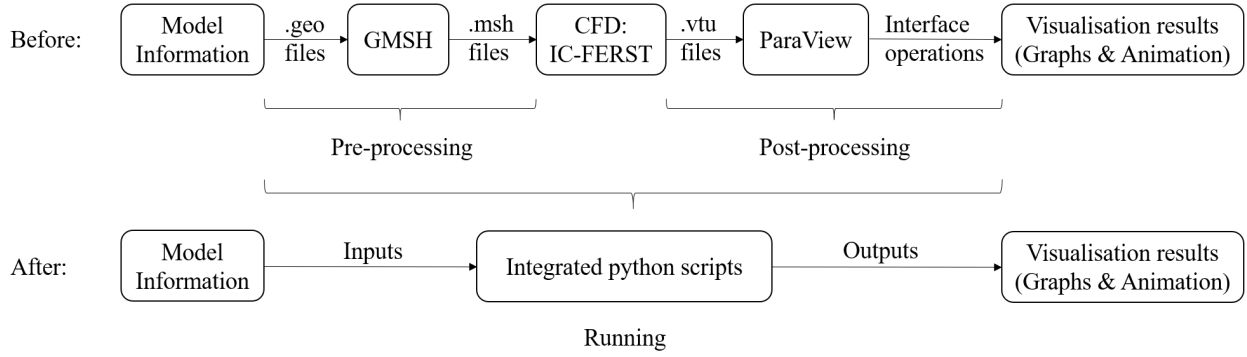 Before:
Model
Information
.geo
files
GMSH
.msh
files
CFD:
IC-FERST
.vtu
files
ParaView
Interface
operations
Visualisation results
(Graphs & Animation)
Pre-processing
Post-processing
After:
Model
Information
Inputs
Integrated python scripts
Outputs
Visualisation results
(Graphs & Animation)
Running